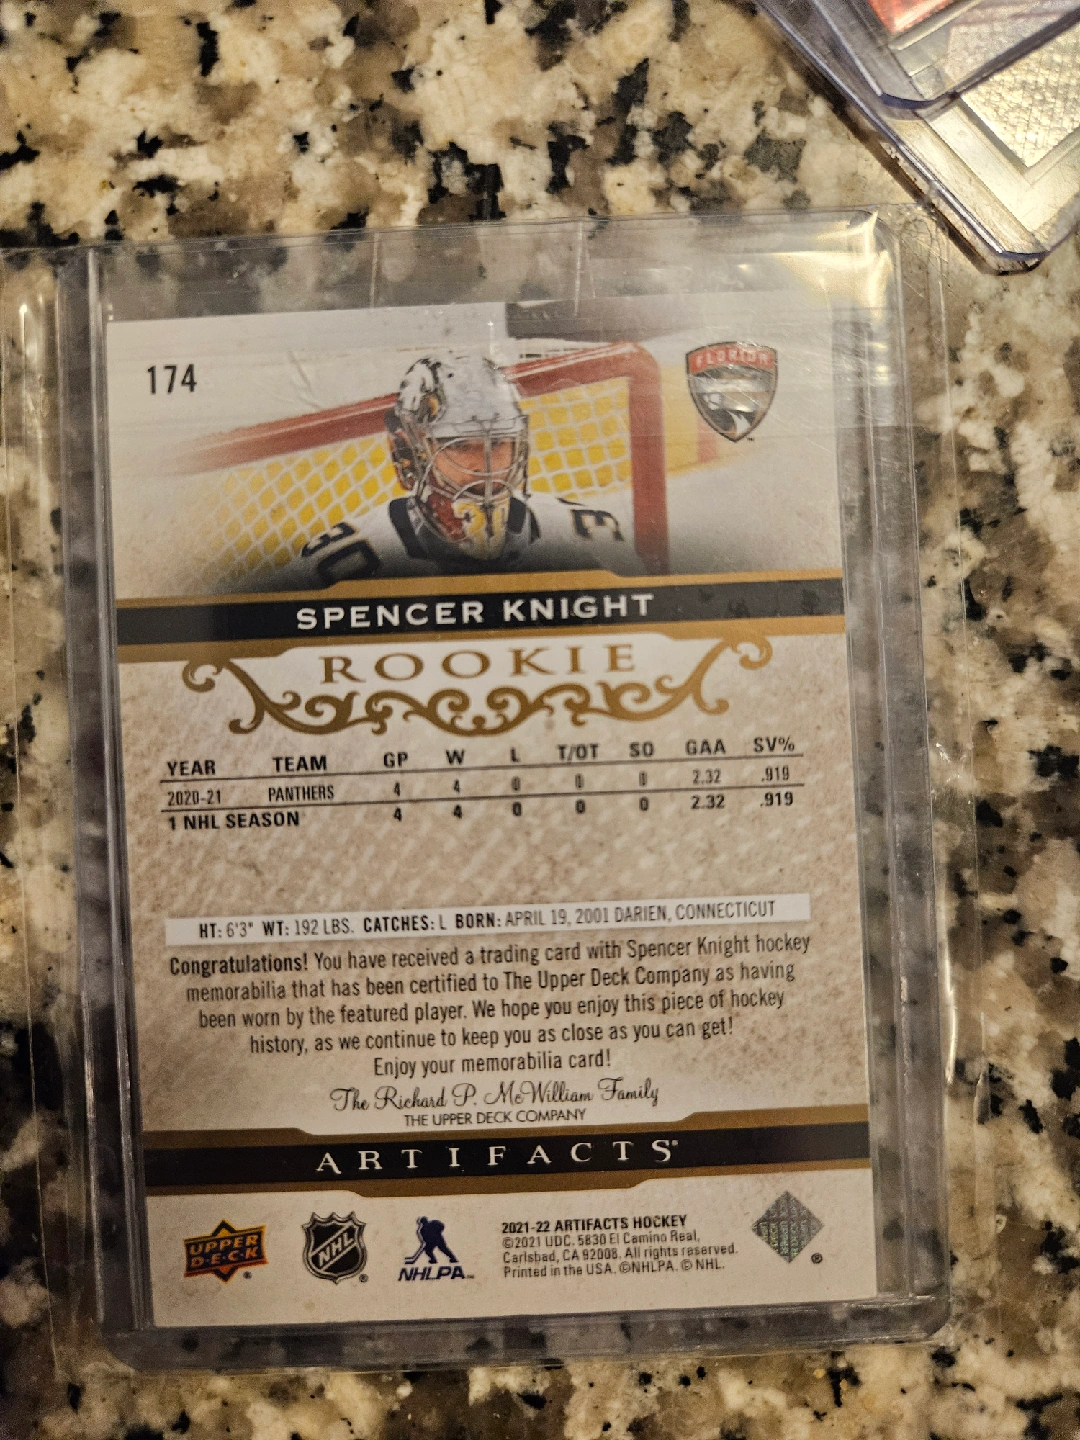 174
FLORIDA
30
3
SPENCER KNIGHT
ROOKIE
YEAR TEAM GP W L T/OT SO GAA SV%
2020-21 PANTHERS 4 4 0 0 0 2.32 .919
1 NHL SEASON 4 4 0 0 0 2.32 .919
HT: 6'3" WT: 192 LBS. CATCHES: L BORN: APRIL 19, 2001 DARIEN, CONNECTICUT
Congratulations! You have received a trading card with Spencer Knight hockey
memorabilia that has been certified to The Upper Deck Company as having
been worn by the featured player. We hope you enjoy this piece of hockey
history, as we continue to keep you as close as you can get!
Enjoy your memorabilia card!
The Richard P. McWilliam Family
THE UPPER DECK COMPANY
ARTIFACTS®
UPPER DECK®
NHL®
NHLPA™
2021-22 ARTIFACTS HOCKEY
©2021 UDC. 5830 El Camino Real,
Carlsbad, CA 92008. All rights reserved.
Printed in the USA. ©NHLPA. © NHL.
®